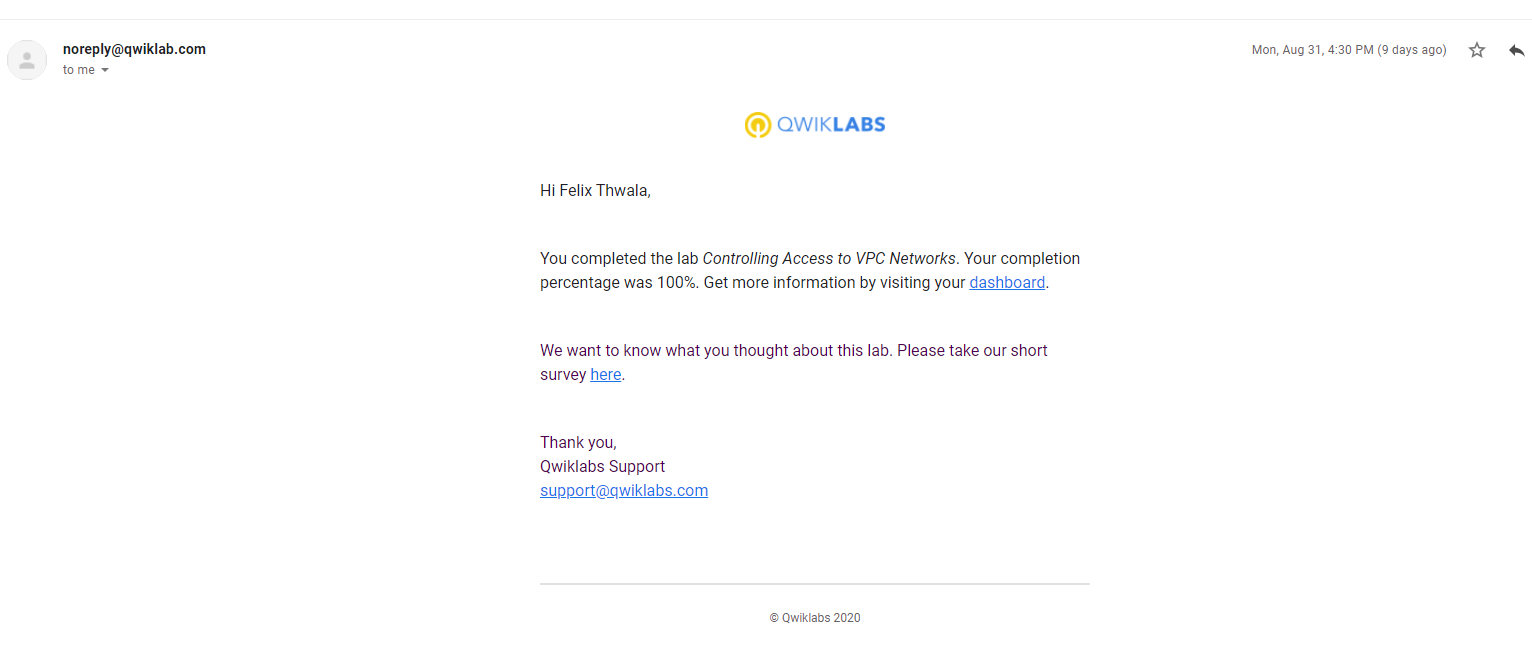 noreply@qwiklab.com
Mon, Aug 31, 4:30 PM (9 days ago)
to me
QWIKLABS
Hi Felix Thwala,
You completed the lab Controlling Access to VPC Networks. Your completion
percentage was 100%. Get more information by visiting your dashboard.
We want to know what you thought about this lab. Please take our short
survey here.
Thank you,
Qwiklabs Support
support@qwiklabs.com
© Qwiklabs 2020